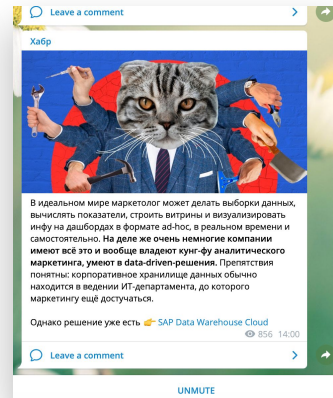 Leave a comment
Хабр
В идеальном мире маркетолог может делать выборки данных,
вычислять показатели, строить витрины и визуализировать
инфу на дашбордах в формате ad-hoc, в реальном времени и
самостоятельно. На деле же очень немногие компании
имеют всё это и вообще владеют кунг-фу аналитического
маркетинга, умеют в data-driven-решения. Препятствия
понятны: корпоративное хранилище данных обычно
находится в ведении ИТ-департамента, до которого
маркетингу ещё достучаться.
Однако решение уже есть 👉 SAP Data Warehouse Cloud
856 14:00
Leave a comment
UNMUTE